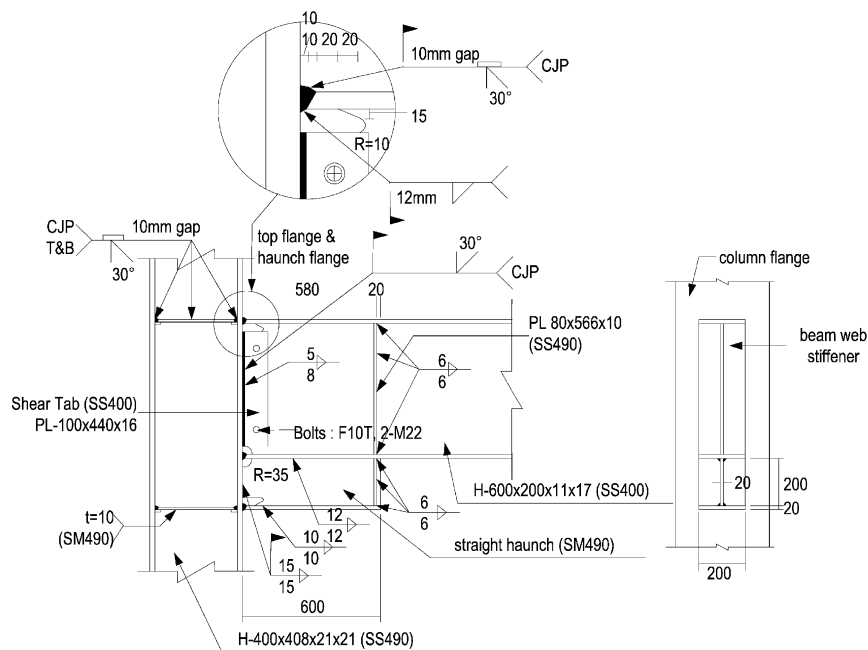 10
10 20 20
10mm gap
CJP
30°
15
R=10
12mm
CJP
T&B
10mm gap
30°
top flange &
haunch flange
30°
CJP
580
20
column flange
PL 80x566x10
(SS490)
beam web
stiffener
5
8
6
6
Shear Tab (SS400)
PL-100x440x16
Bolts : F10T, 2-M22
R=35
H-600x200x11x17 (SS400)
20
200
20
t=10
(SM490)
12
12
6
6
10
10
straight haunch (SM490)
15
15
200
600
H-400x408x21x21 (SS490)